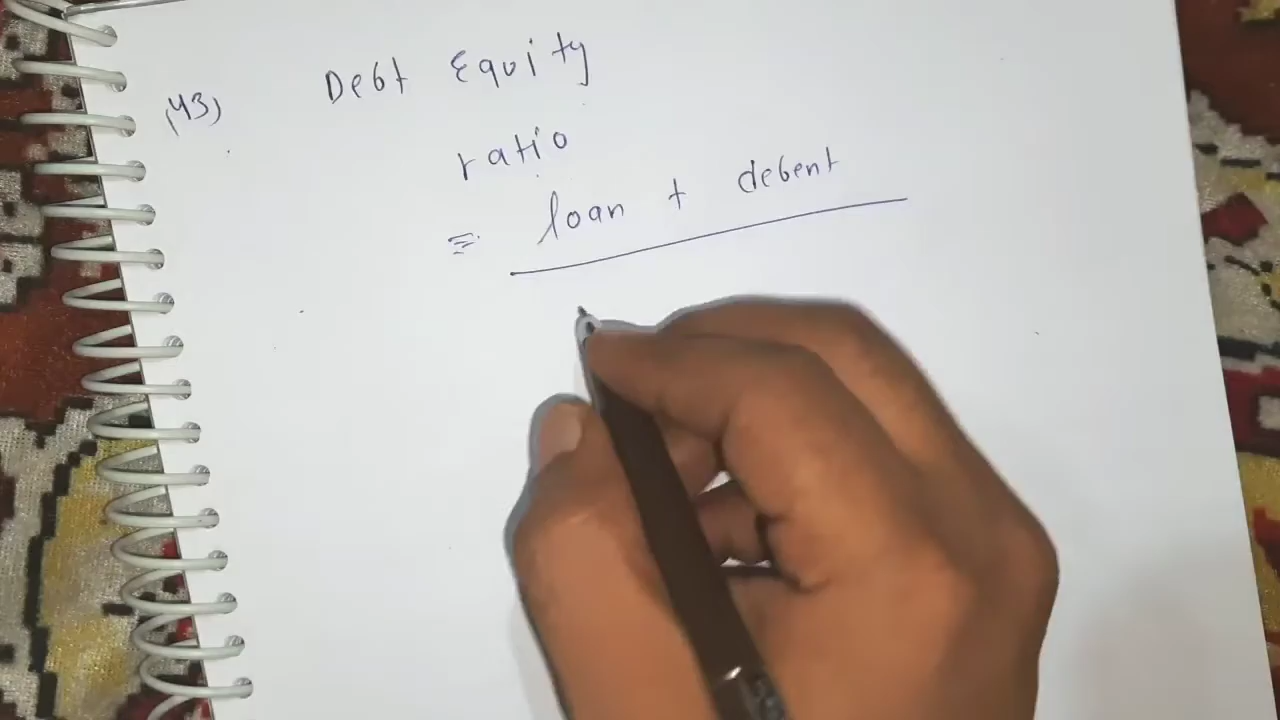 (43) Debt Equity
ratio
= loan + debent